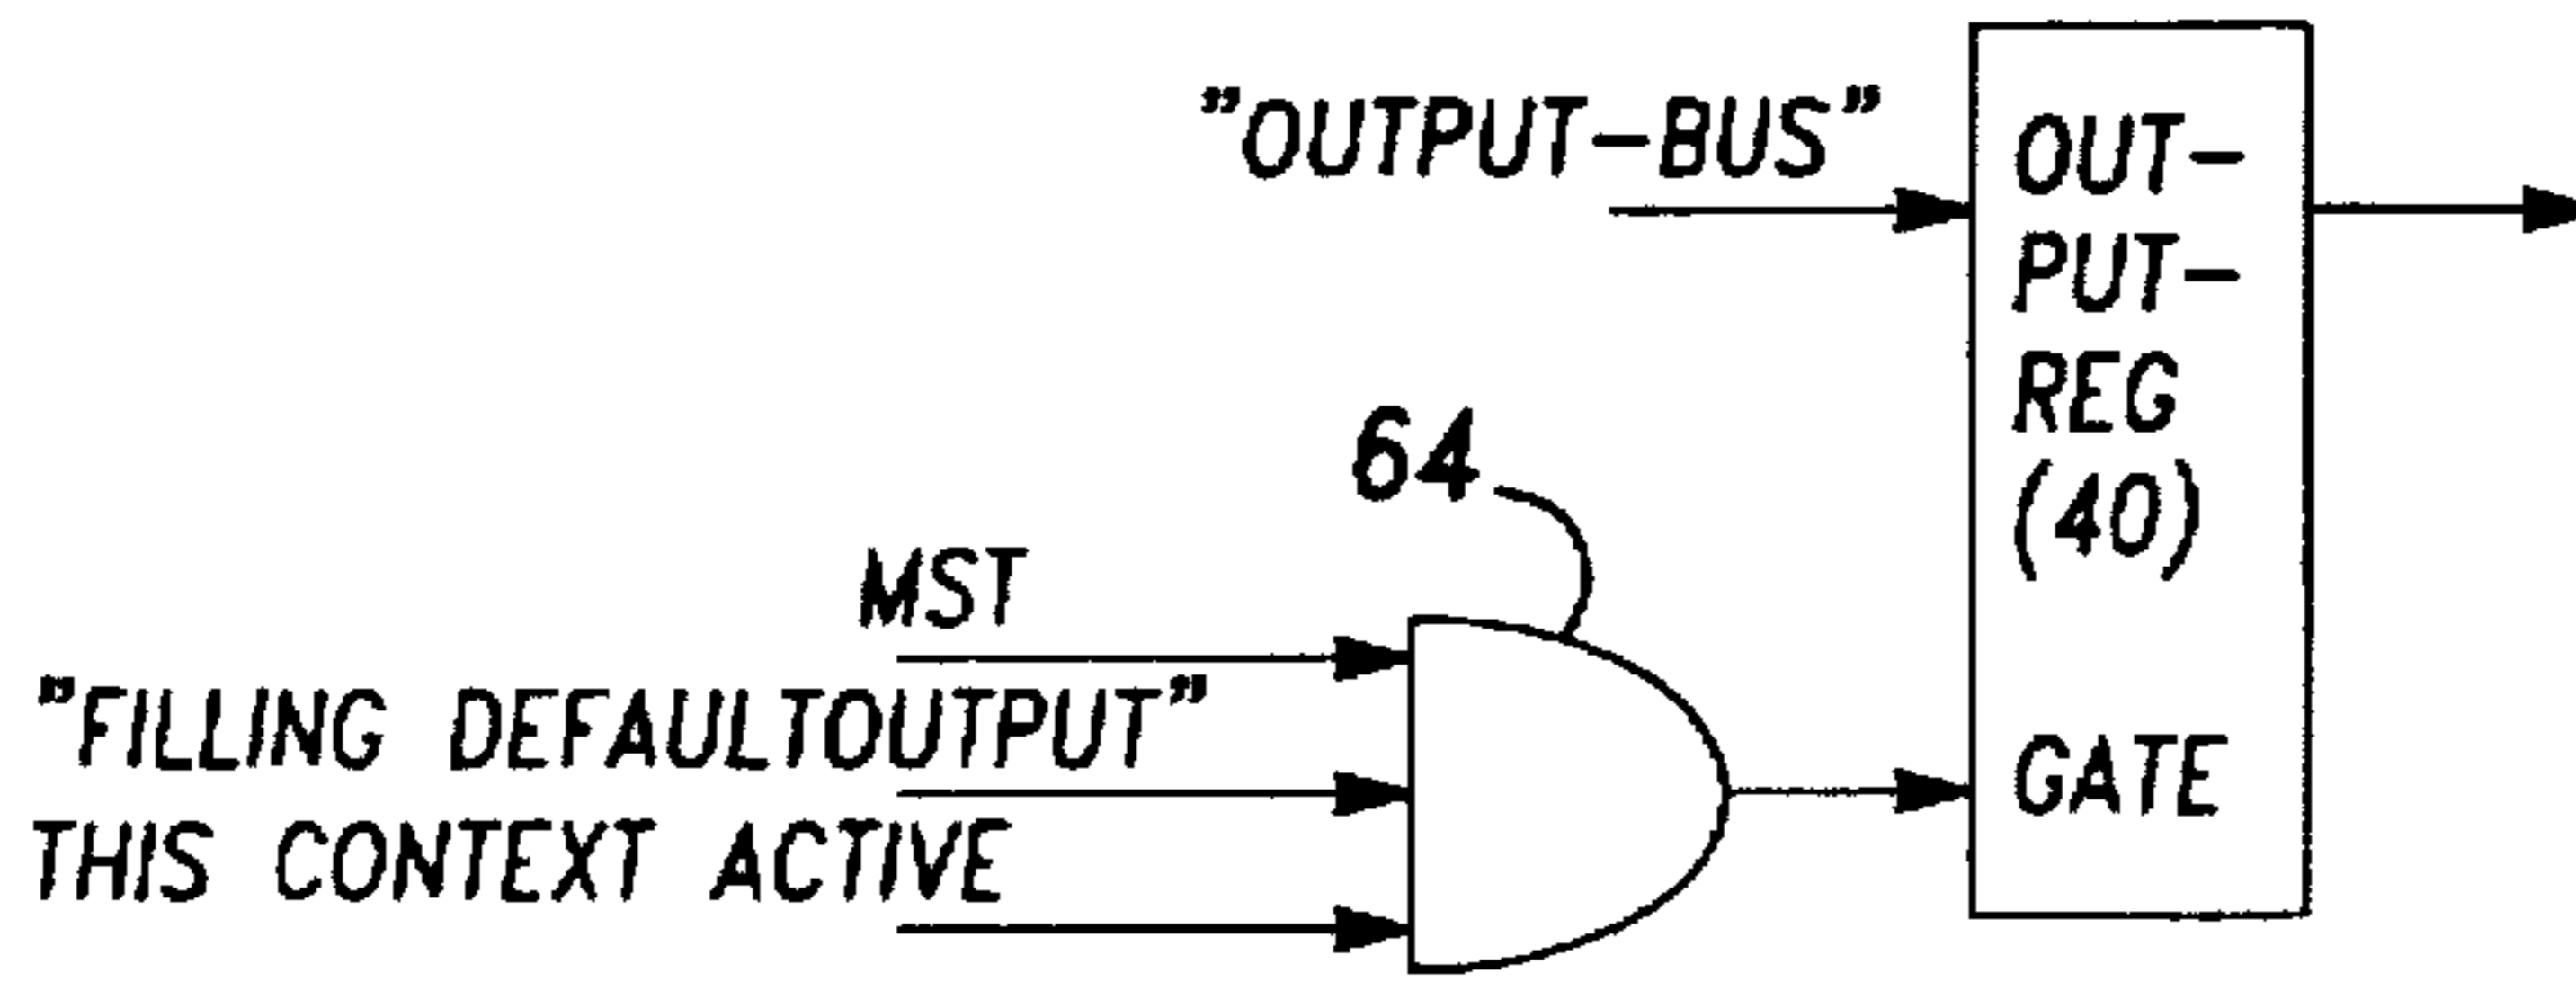 "OUTPUT-BUS"
OUT-
PUT-
REG
(40)
64
MST
"FILLING DEFAULTOUTPUT"
GATE
THIS CONTEXT ACTIVE